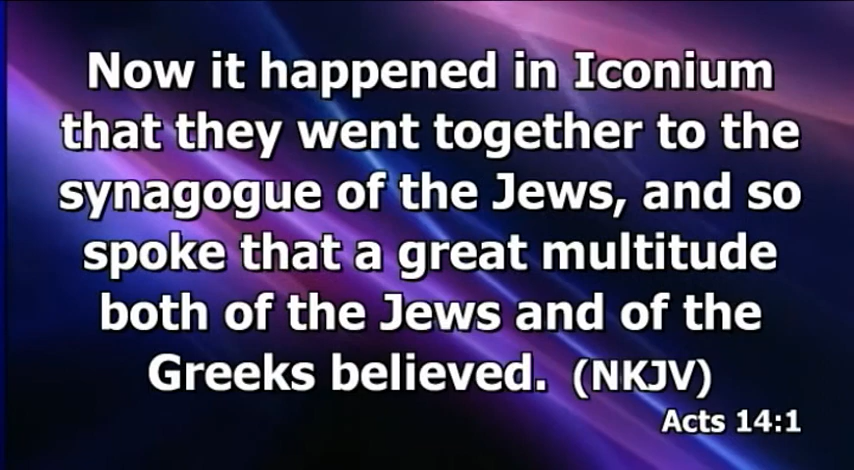 Now it happened in Iconium
that they went together to the
synagogue of the Jews, and so
spoke that a great multitude
both of the Jews and of the
Greeks believed. (NKJV)
Acts 14:1